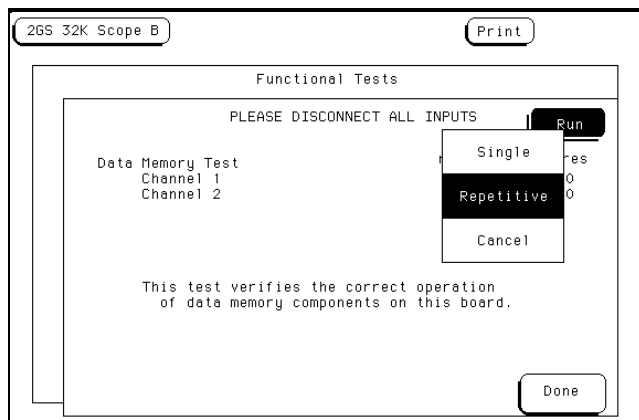 2GS 32K Scope B
Print
Functional Tests
PLEASE DISCONNECT ALL INPUTS
Run
Data Memory Test
Channel 1 0
Channel 2 0
Single
Repetitive
Cancel
This test verifies the correct operation
of data memory components on this board.
Done